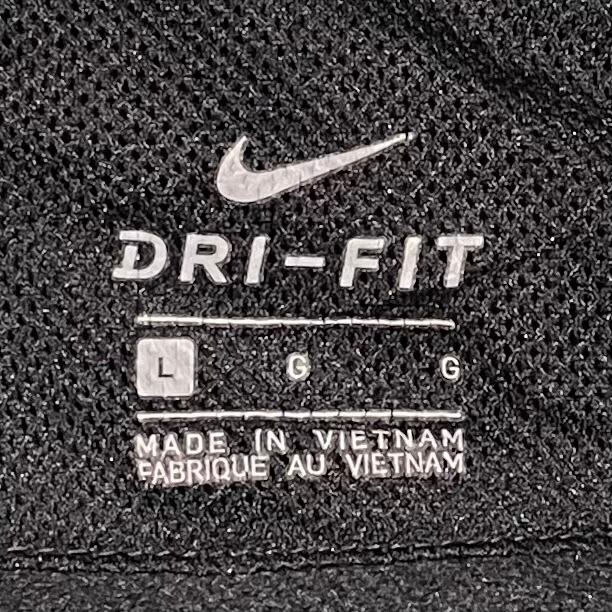 DRI-FIT
L G G
MADE IN VIETNAM
FABRIQUE AU VIETNAM